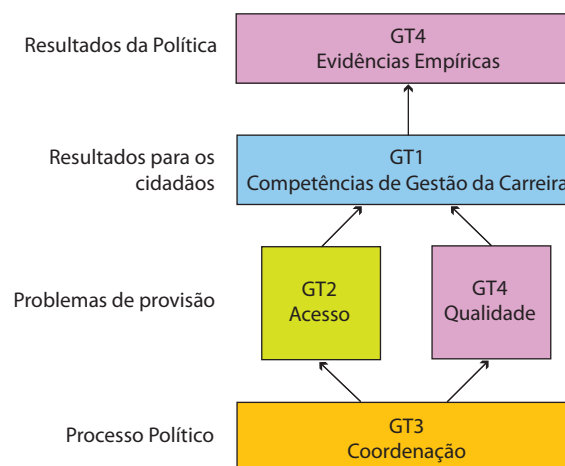 Resultados da Política
GT4
Evidências Empíricas
Resultados para os
cidadãos
GT1
Competências de Gestão da Carreira
Problemas de provisão
GT2
Acesso
GT4
Qualidade
Processo Político
GT3
Coordenação